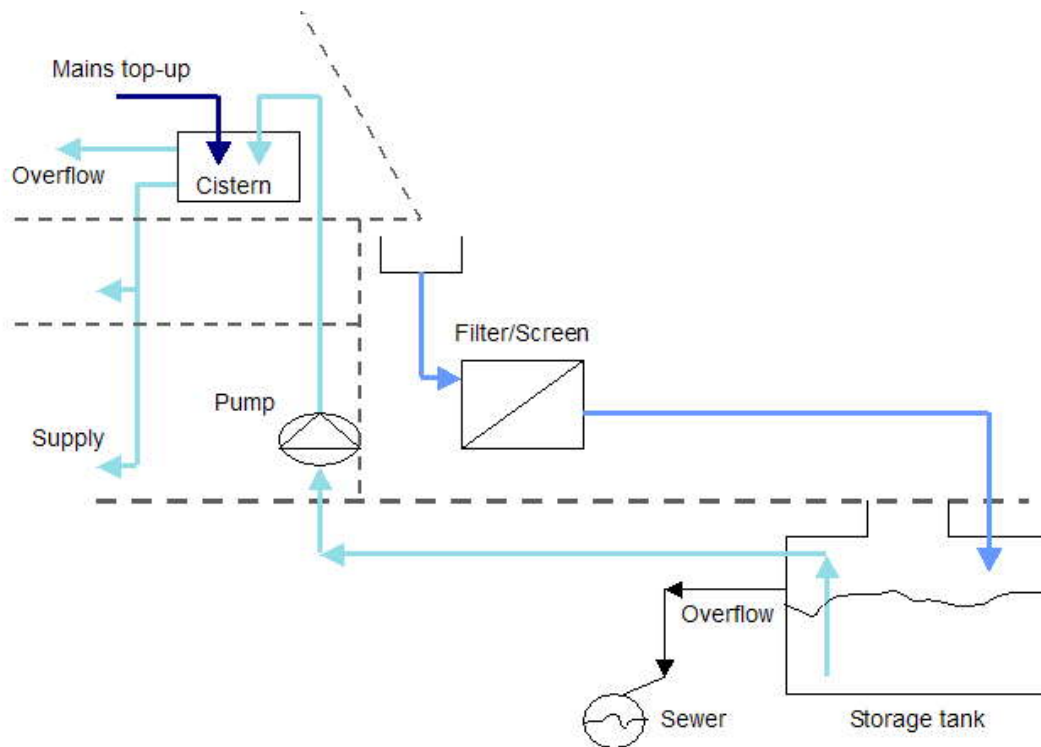 Mains top-up
Overflow
Cistern
Filter/Screen
Pump
Supply
Overflow
Sewer
Storage tank